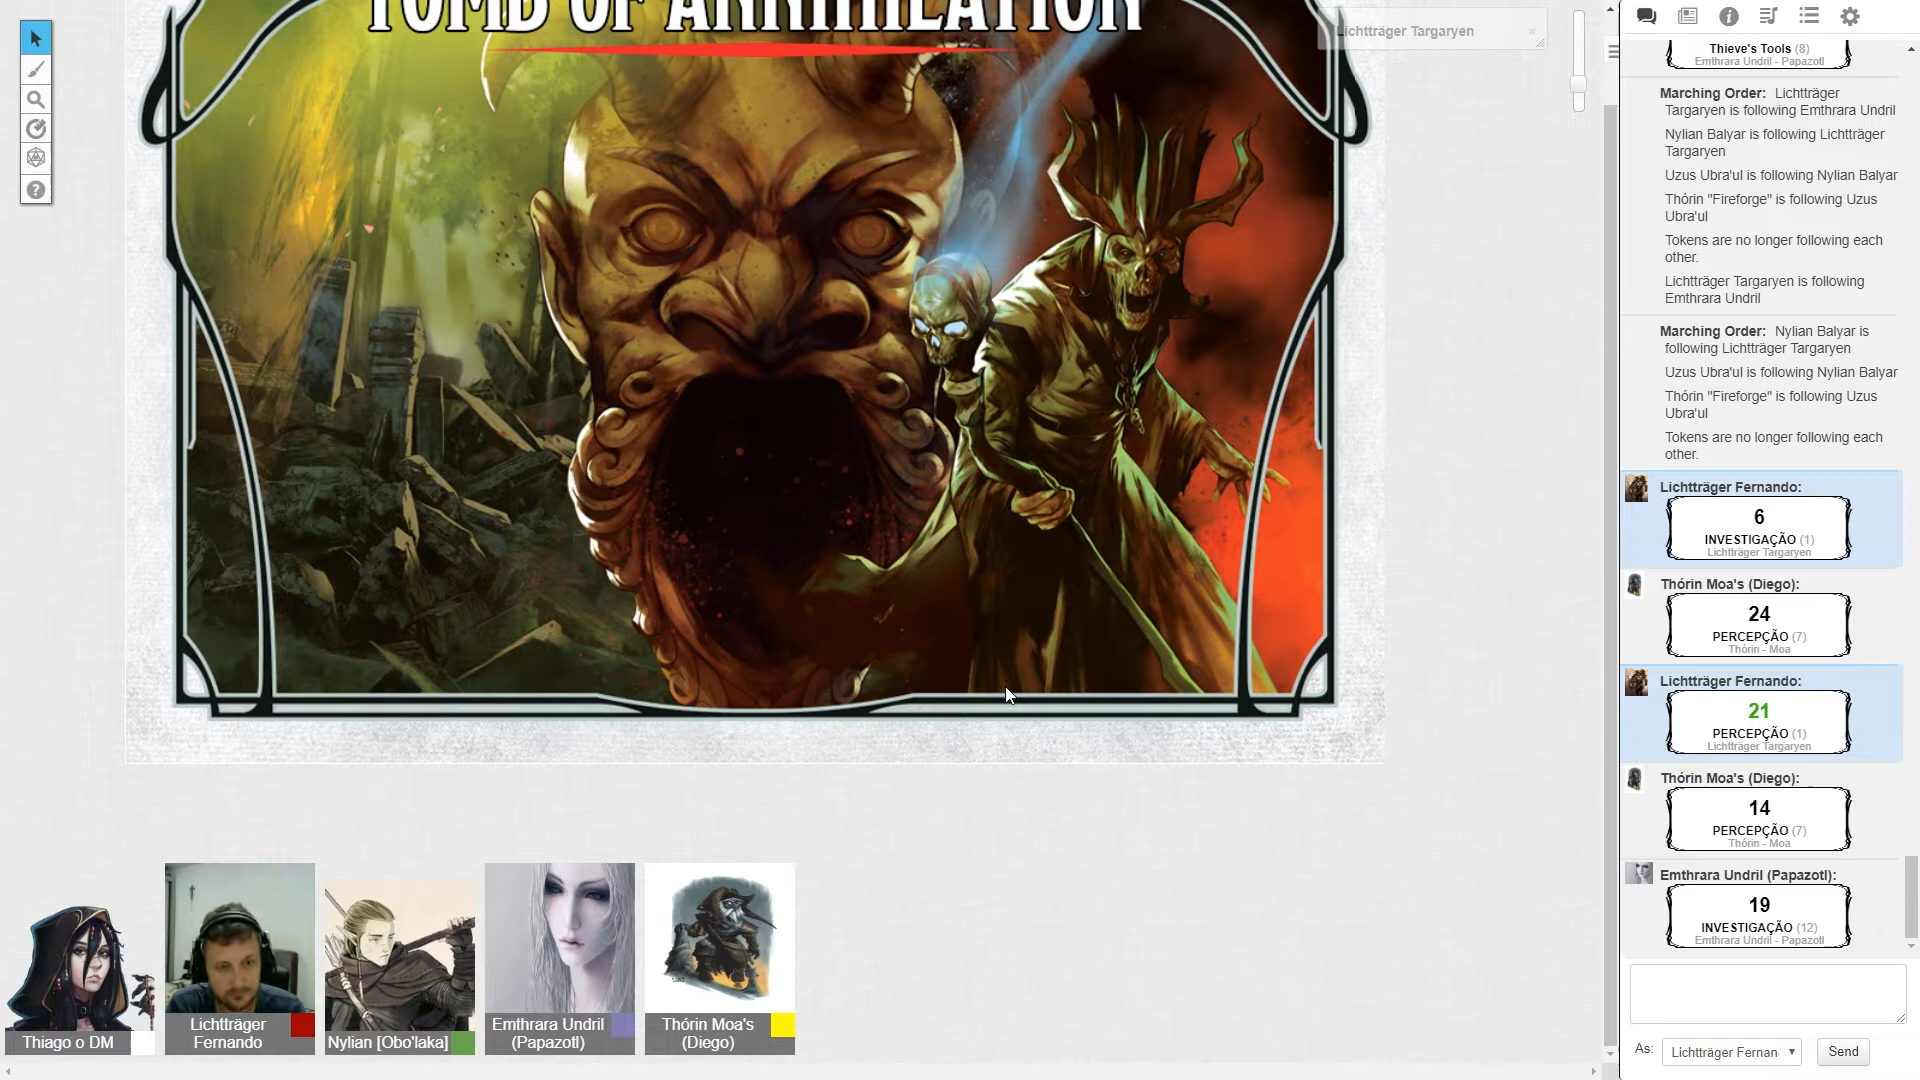 TOMB OF ANNIHILATION
Lichtträger Targaryen
Thieve's Tools (8)
Emthrara Undril - Papazotl
Marching Order: Lichtträger
Targaryen is following Emthrara Undril
Nylian Balyar is following Lichtträger
Targaryen
Uzus Ubra'ul is following Nylian Balyar
Thórin "Fireforge" is following Uzus
Ubra'ul
Tokens are no longer following each
other.
Lichtträger Targaryen is following
Emthrara Undril
Marching Order: Nylian Balyar is
following Lichtträger Targaryen
Uzus Ubra'ul is following Nylian Balyar
Thórin "Fireforge" is following Uzus
Ubra'ul
Tokens are no longer following each
other.
Lichtträger Fernando:
6
INVESTIGAÇÃO (1)
Lichtträger Targaryen
Thórin Moa's (Diego):
24
PERCEPÇÃO (7)
Thórin - Moa
Lichtträger Fernando:
21
PERCEPÇÃO (1)
Lichtträger Targaryen
Thórin Moa's (Diego):
14
PERCEPÇÃO (7)
Thórin - Moa
Emthrara Undril (Papazotl):
19
INVESTIGAÇÃO (12)
Emthrara Undril - Papazotl
As: Lichtträger Fernan
Send
Thiago o DM
Lichtträger
Fernando
Nylian [Obo'laka]
Emthrara Undril
(Papazotl)
Thórin Moa's
(Diego)